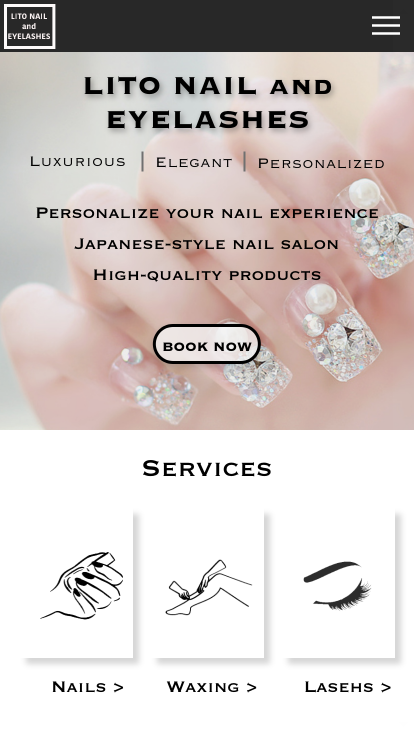 LITO NAIL
and
EYELASHES
LITO NAIL AND
EYELASHES
LUXURIOUS | ELEGANT | PERSONALIZED
PERSONALIZE YOUR NAIL EXPERIENCE
JAPANESE-STYLE NAIL SALON
HIGH-QUALITY PRODUCTS
BOOK NOW
SERVICES
NAILS > WAXING > LASEHS >